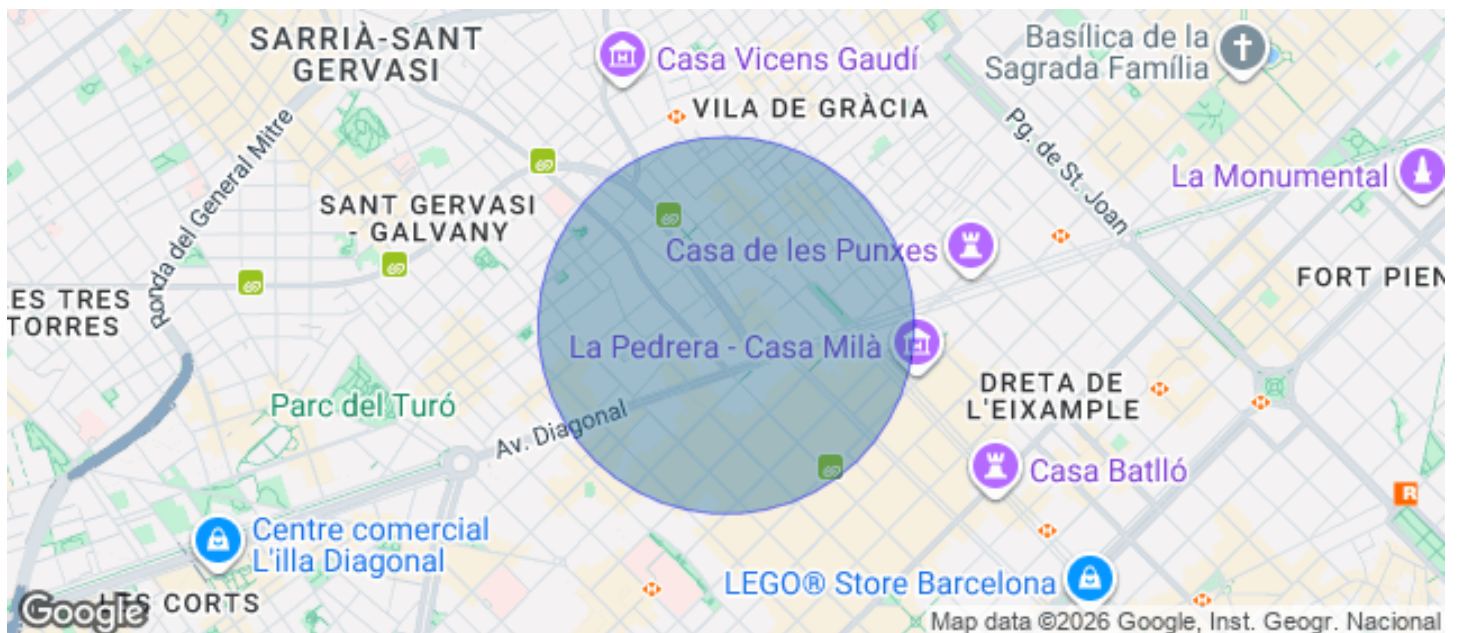 SARRIÀ-SANT
GERVASI
Casa Vicens Gaudí
Basílica de la
Sagrada Família
VILA DE GRÀCIA
Ronda del General Mitre
Pg. de St. Joan
La Monumental
SANT GERVASI
- GALVANY
Casa de les Punxes
FORT PIEN
ES TRES
TORRES
La Pedrera - Casa Milà
DRETA DE
L'EIXAMPLE
Parc del Turó
Av. Diagonal
Casa Batlló
R
Centre comercial
L'illa Diagonal
LEGO® Store Barcelona
LES CORTS
Google
Map data ©2026 Google, Inst. Geogr. Nacional